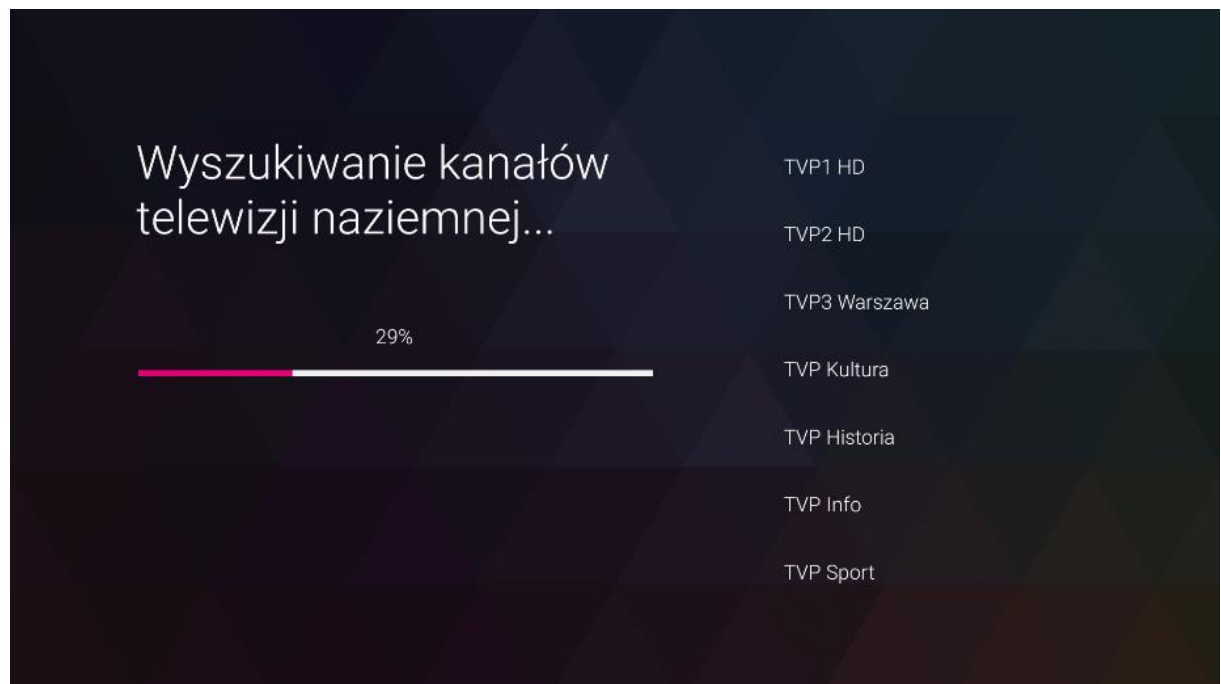 Wyszukiwanie kanałów
telewizji naziemnej...
29%
TVP1 HD
TVP2 HD
TVP3 Warszawa
TVP Kultura
TVP Historia
TVP Info
TVP Sport